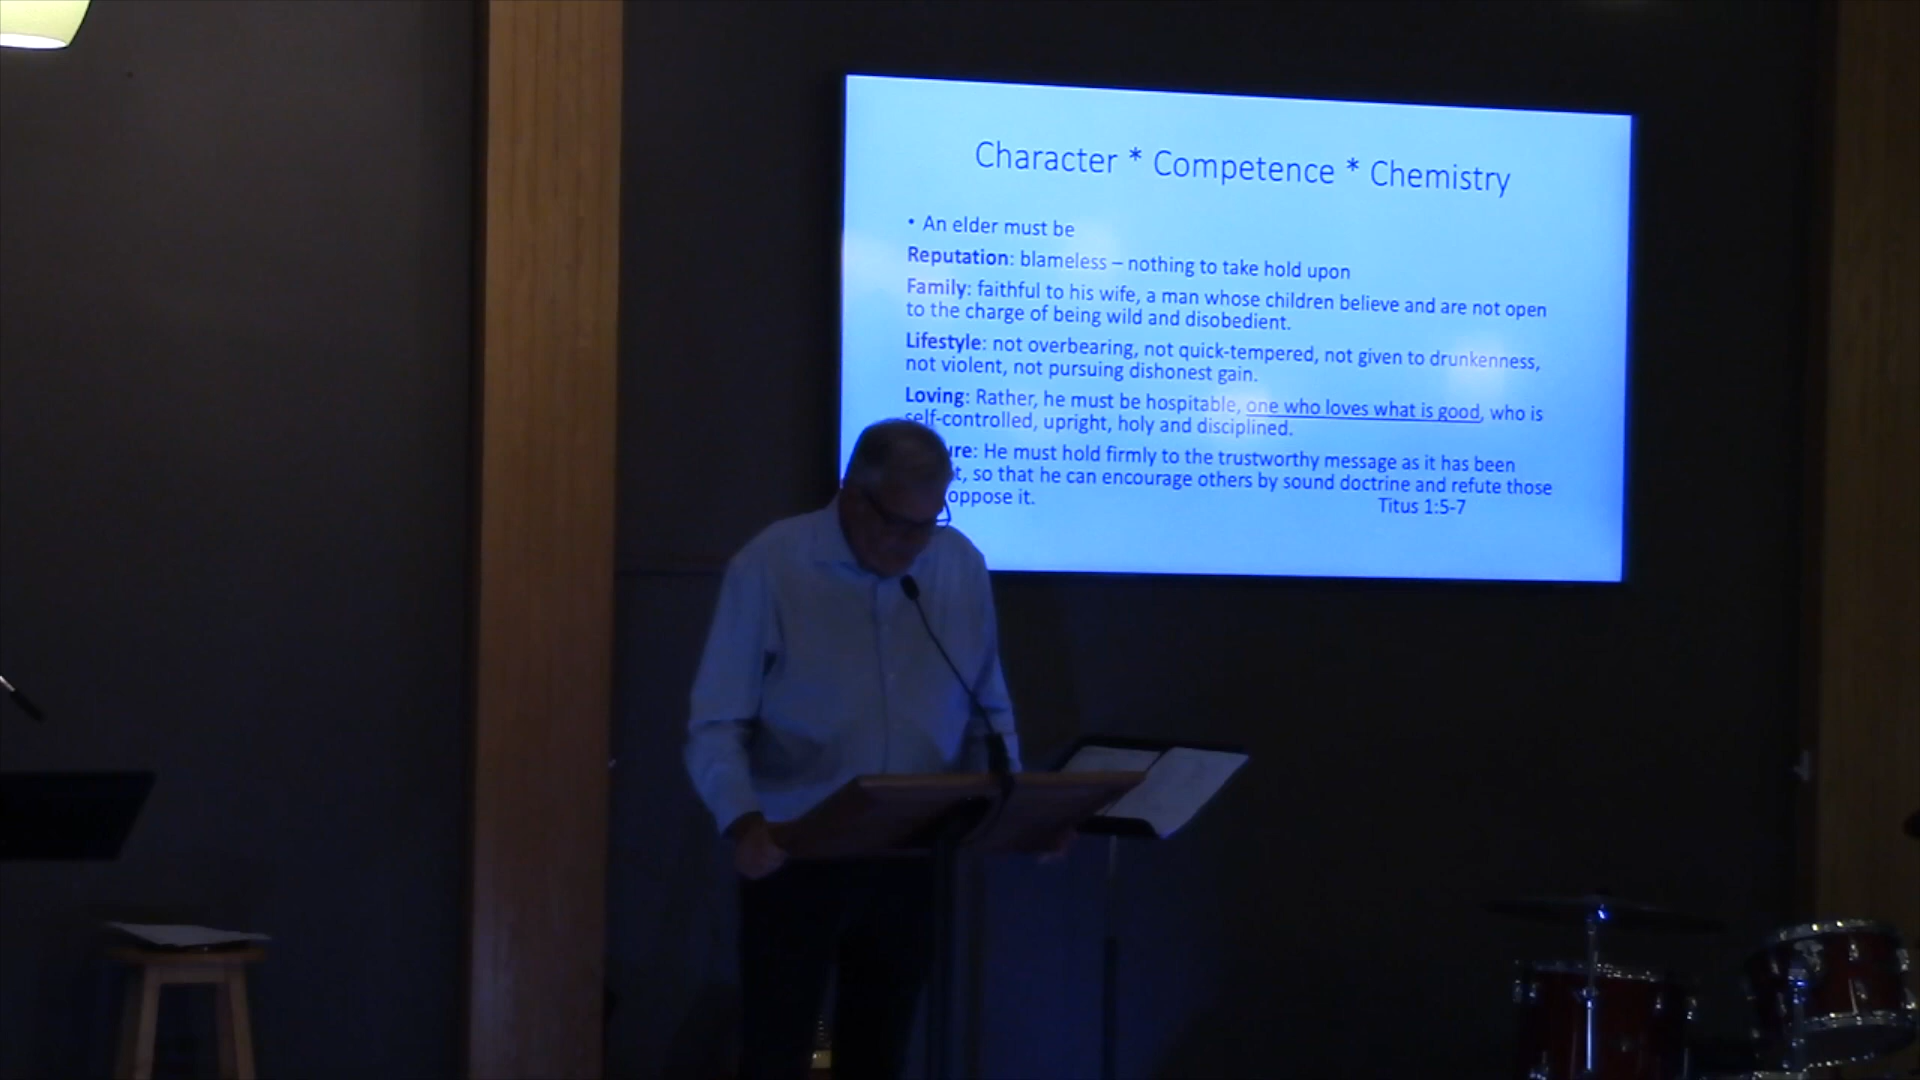 Character * Competence * Chemistry
• An elder must be
Reputation: blameless – nothing to take hold upon
Family: faithful to his wife, a man whose children believe and are not open
to the charge of being wild and disobedient.
Lifestyle: not overbearing, not quick-tempered, not given to drunkenness,
not violent, not pursuing dishonest gain.
Loving: Rather, he must be hospitable, one who loves what is good, who is
self-controlled, upright, holy and disciplined.
He must hold firmly to the trustworthy message as it has been
so that he can encourage others by sound doctrine and refute those
oppose it. Titus 1:5-7